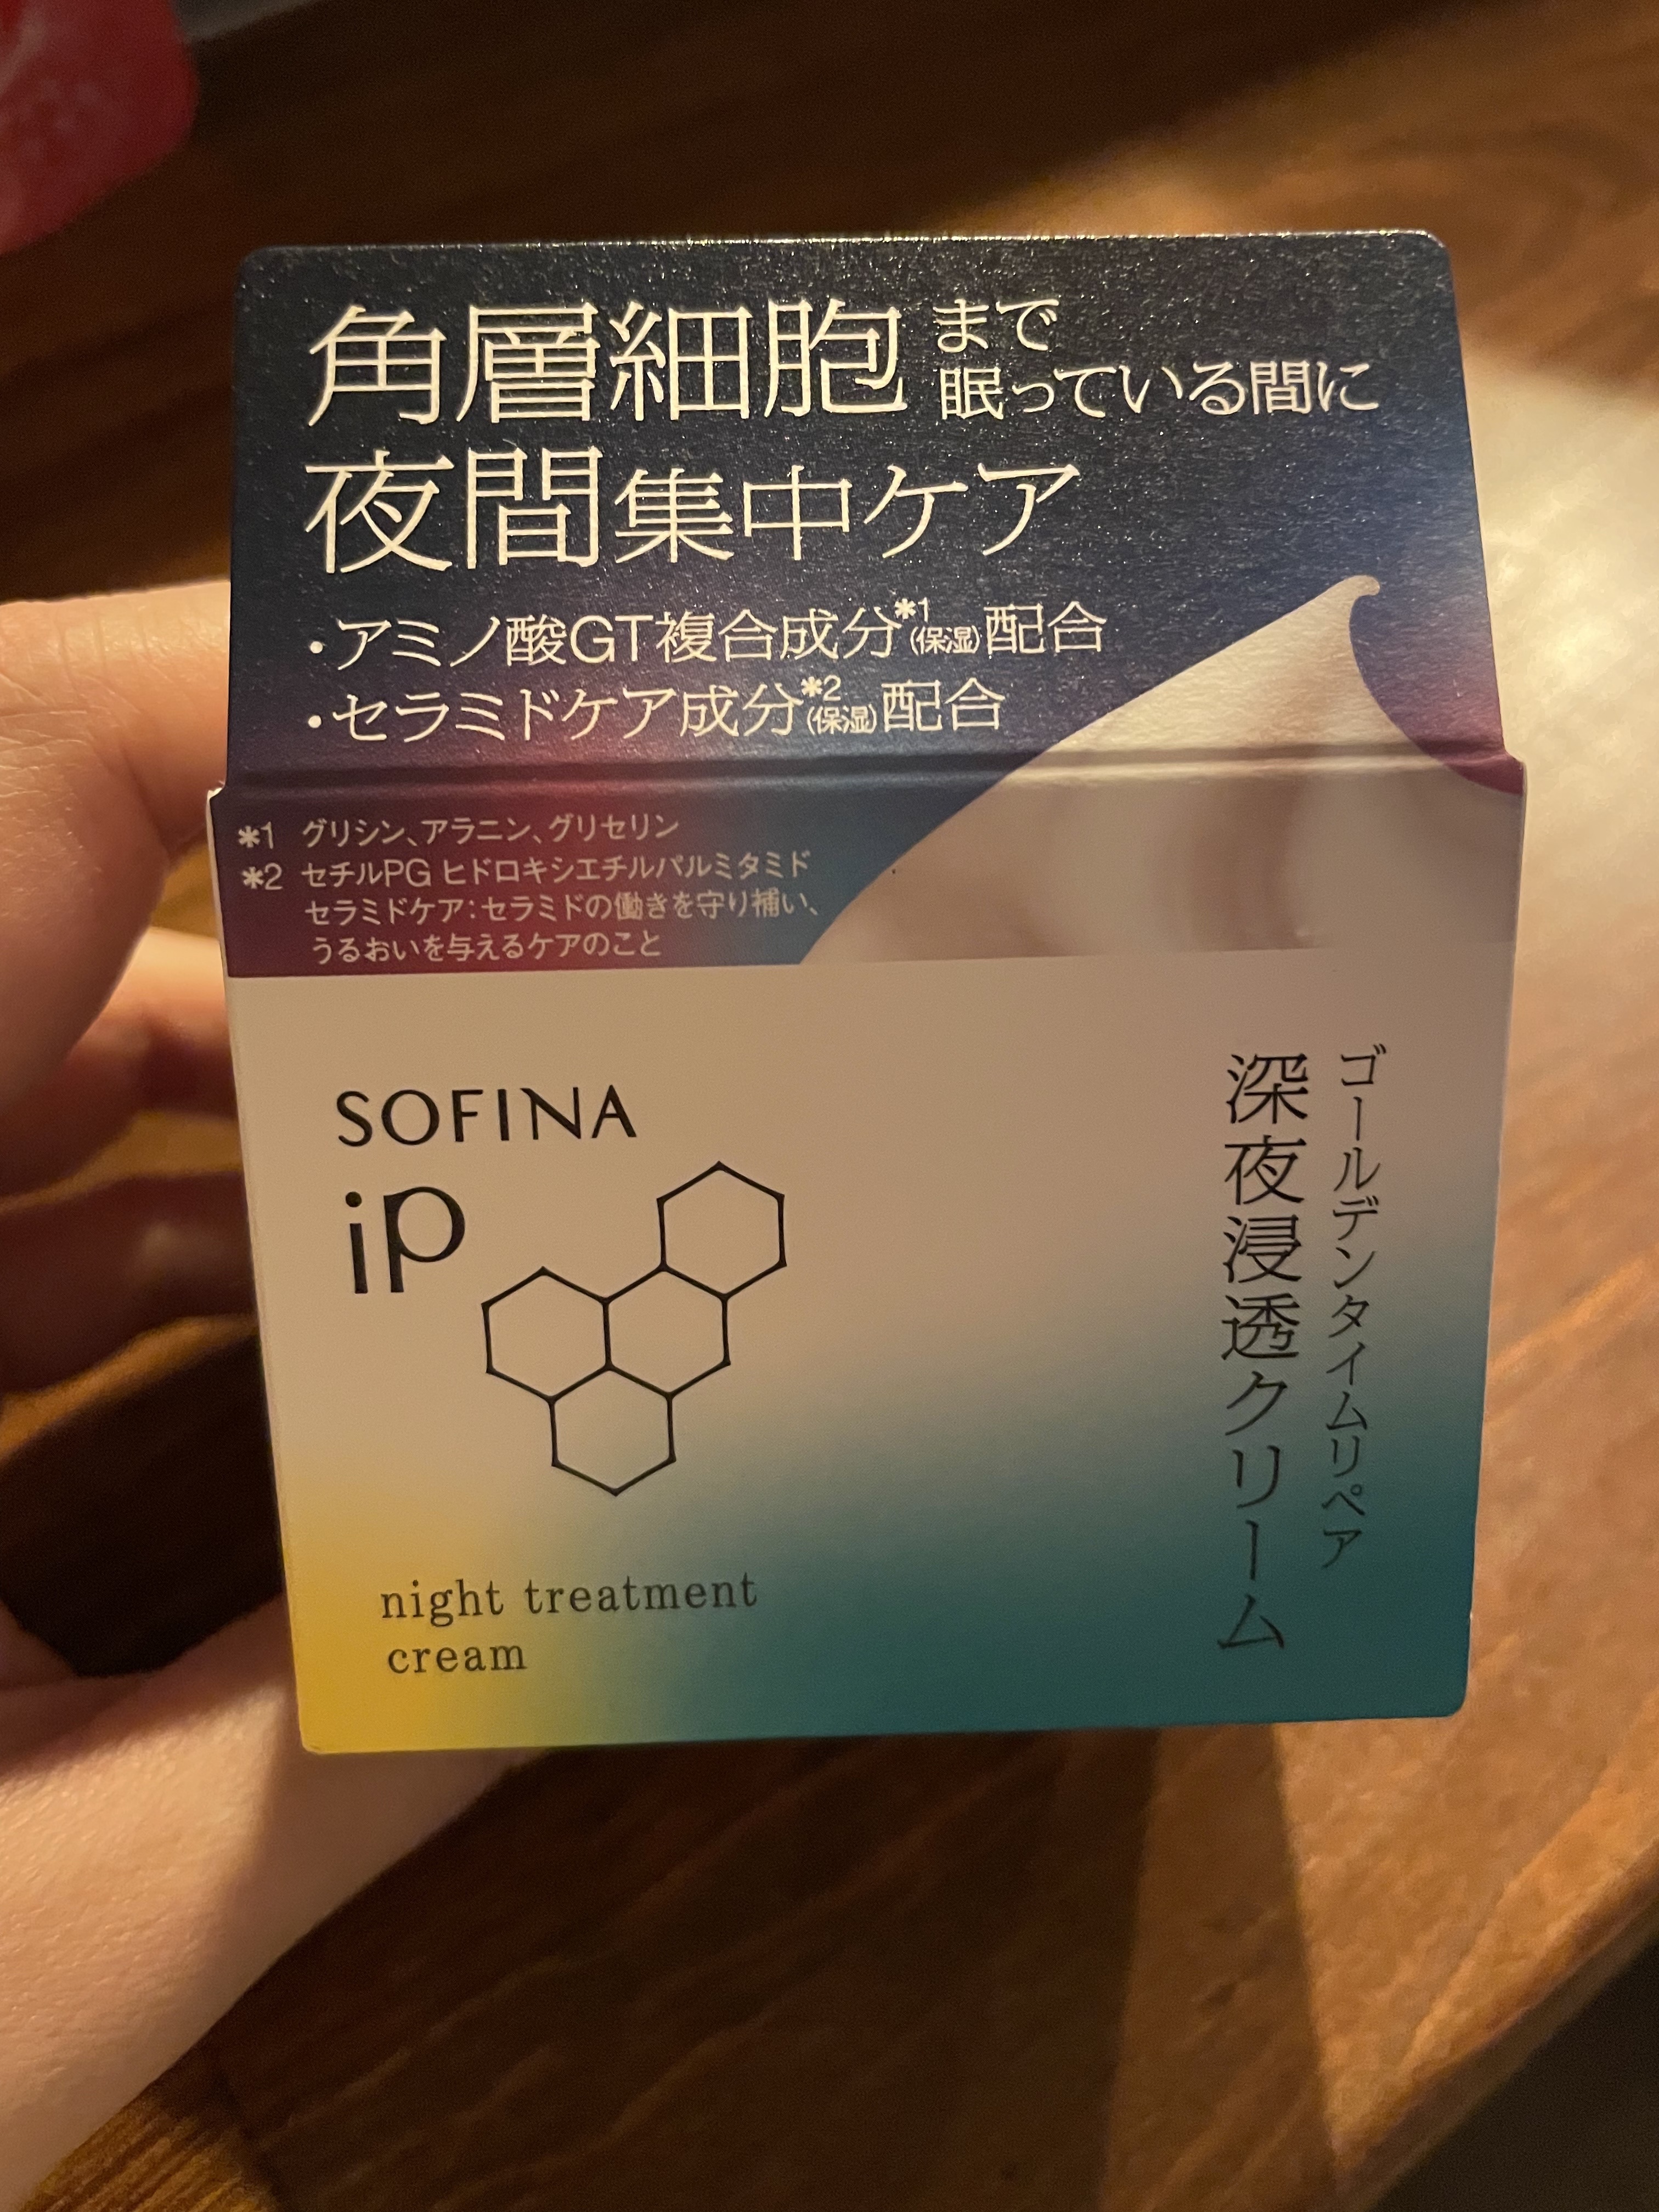 角層細胞まで
眠っている間に
夜間集中ケア
・アミノ酸GT複合成分*1(保湿)配合
・セラミドケア成分*2(保湿)配合
*1 グリシン、アラニン、グリセリン
*2 セチルPG ヒドロキシエチルパルミタミド
セラミドケア:セラミドの働きを守り補い、
うるおいを与えるケアのこと
SOFINA
iP
ゴールデンタイムリペア
深夜浸透クリーム
night treatment
cream